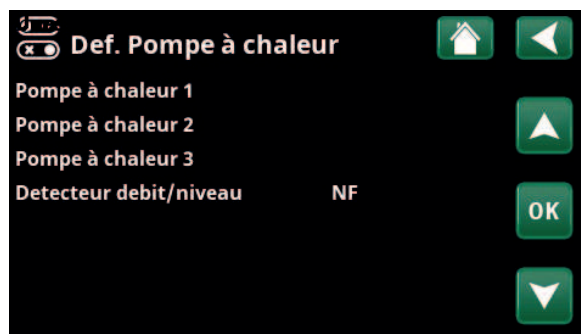 Def. Pompe à chaleur
Pompe à chaleur 1
Pompe à chaleur 2
Pompe à chaleur 3
Detecteur debit/niveau NF
OK